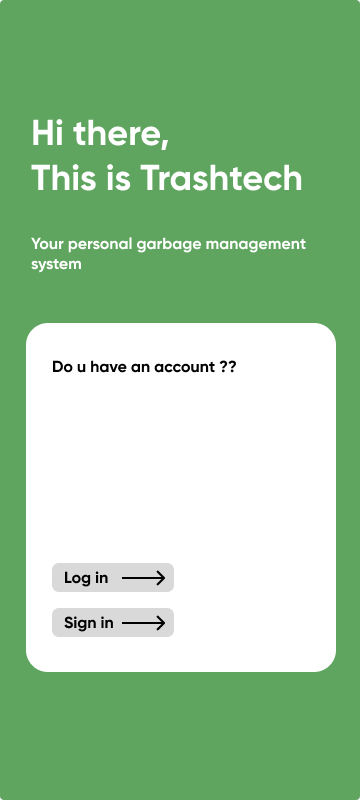 Hi there,
This is Trashtech
Your personal garbage management
system
Do u have an account ??
Log in
Sign in